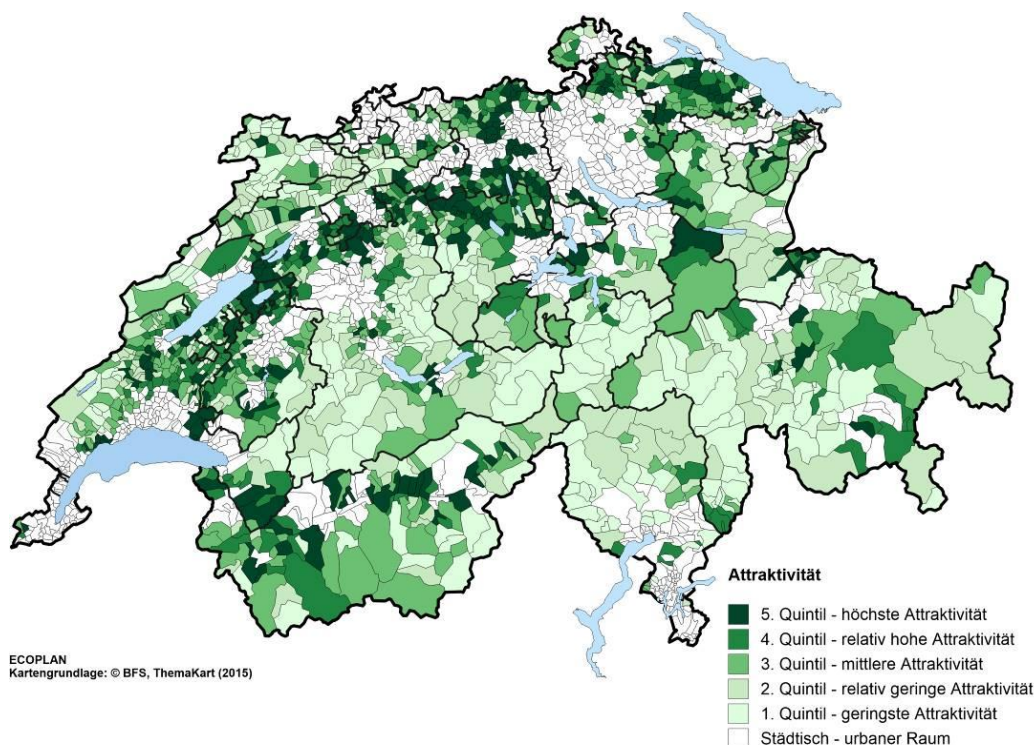 Attraktivität
5. Quintil - höchste Attraktivität
4. Quintil - relativ hohe Attraktivität
3. Quintil - mittlere Attraktivität
2. Quintil - relativ geringe Attraktivität
1. Quintil - geringste Attraktivität
Städtisch - urbaner Raum
ECOPLAN
Kartengrundlage: © BFS, ThemaKart (2015)